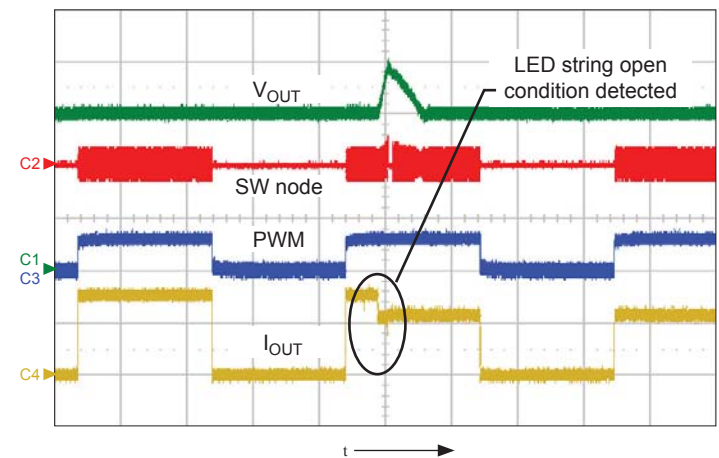 LED string open
condition detected
VOUT
C2
SW node
PWM
C1
C3
IOUT
C4
t